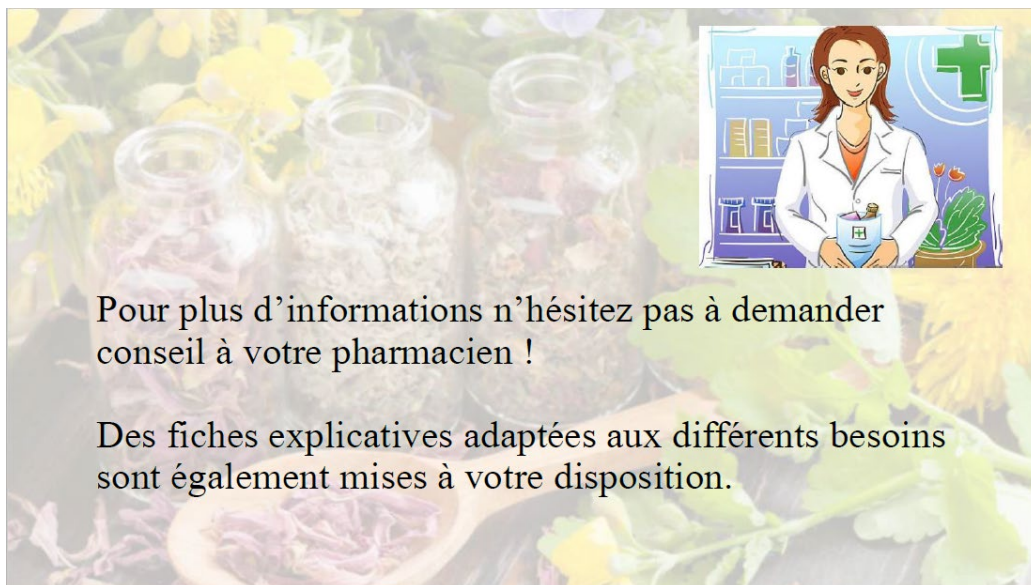 Pour plus d’informations n’hésitez pas à demander
conseil à votre pharmacien !
Des fiches explicatives adaptées aux différents besoins
sont également mises à votre disposition.